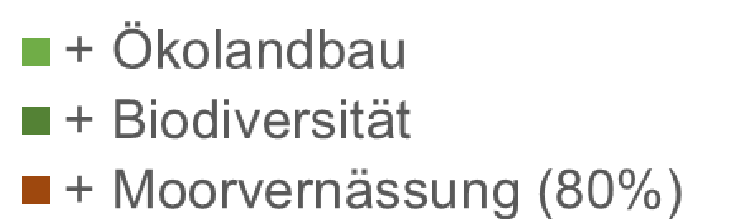 + Ökolandbau
+ Biodiversität
+ Moorvernässung (80%)